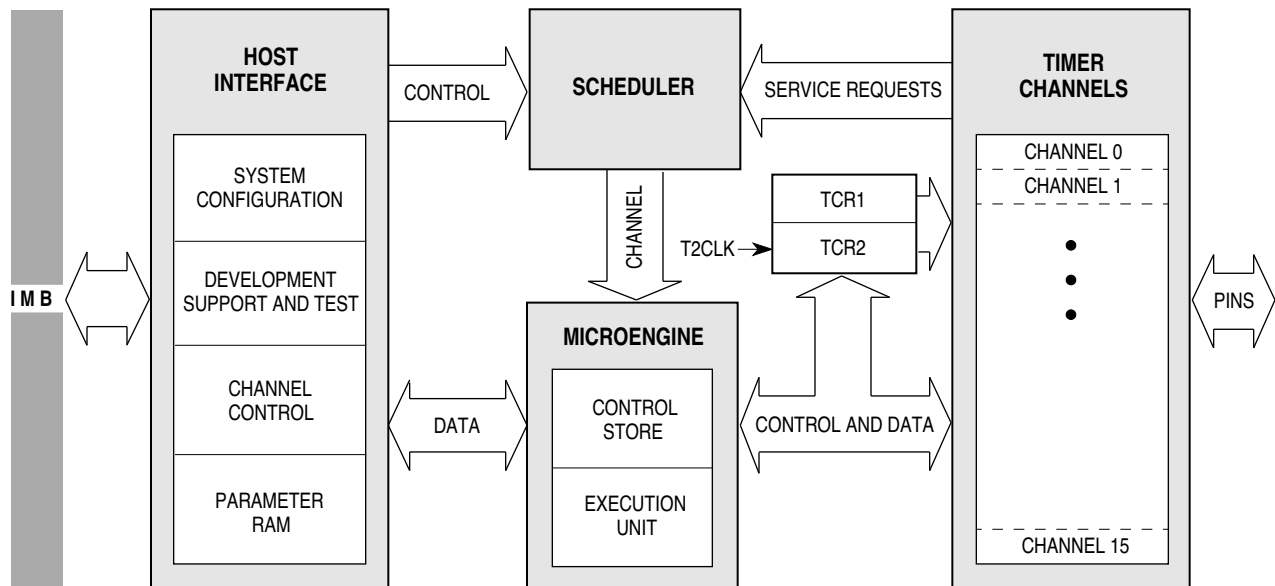 IMB
HOST
INTERFACE
SYSTEM
CONFIGURATION
DEVELOPMENT
SUPPORT AND TEST
CHANNEL
CONTROL
PARAMETER
RAM
CONTROL
SCHEDULER
SERVICE REQUESTS
CHANNEL
TCR1
T2CLK
TCR2
MICROENGINE
CONTROL
STORE
EXECUTION
UNIT
DATA
CONTROL AND DATA
TIMER
CHANNELS
CHANNEL 0
CHANNEL 1
CHANNEL 15
PINS